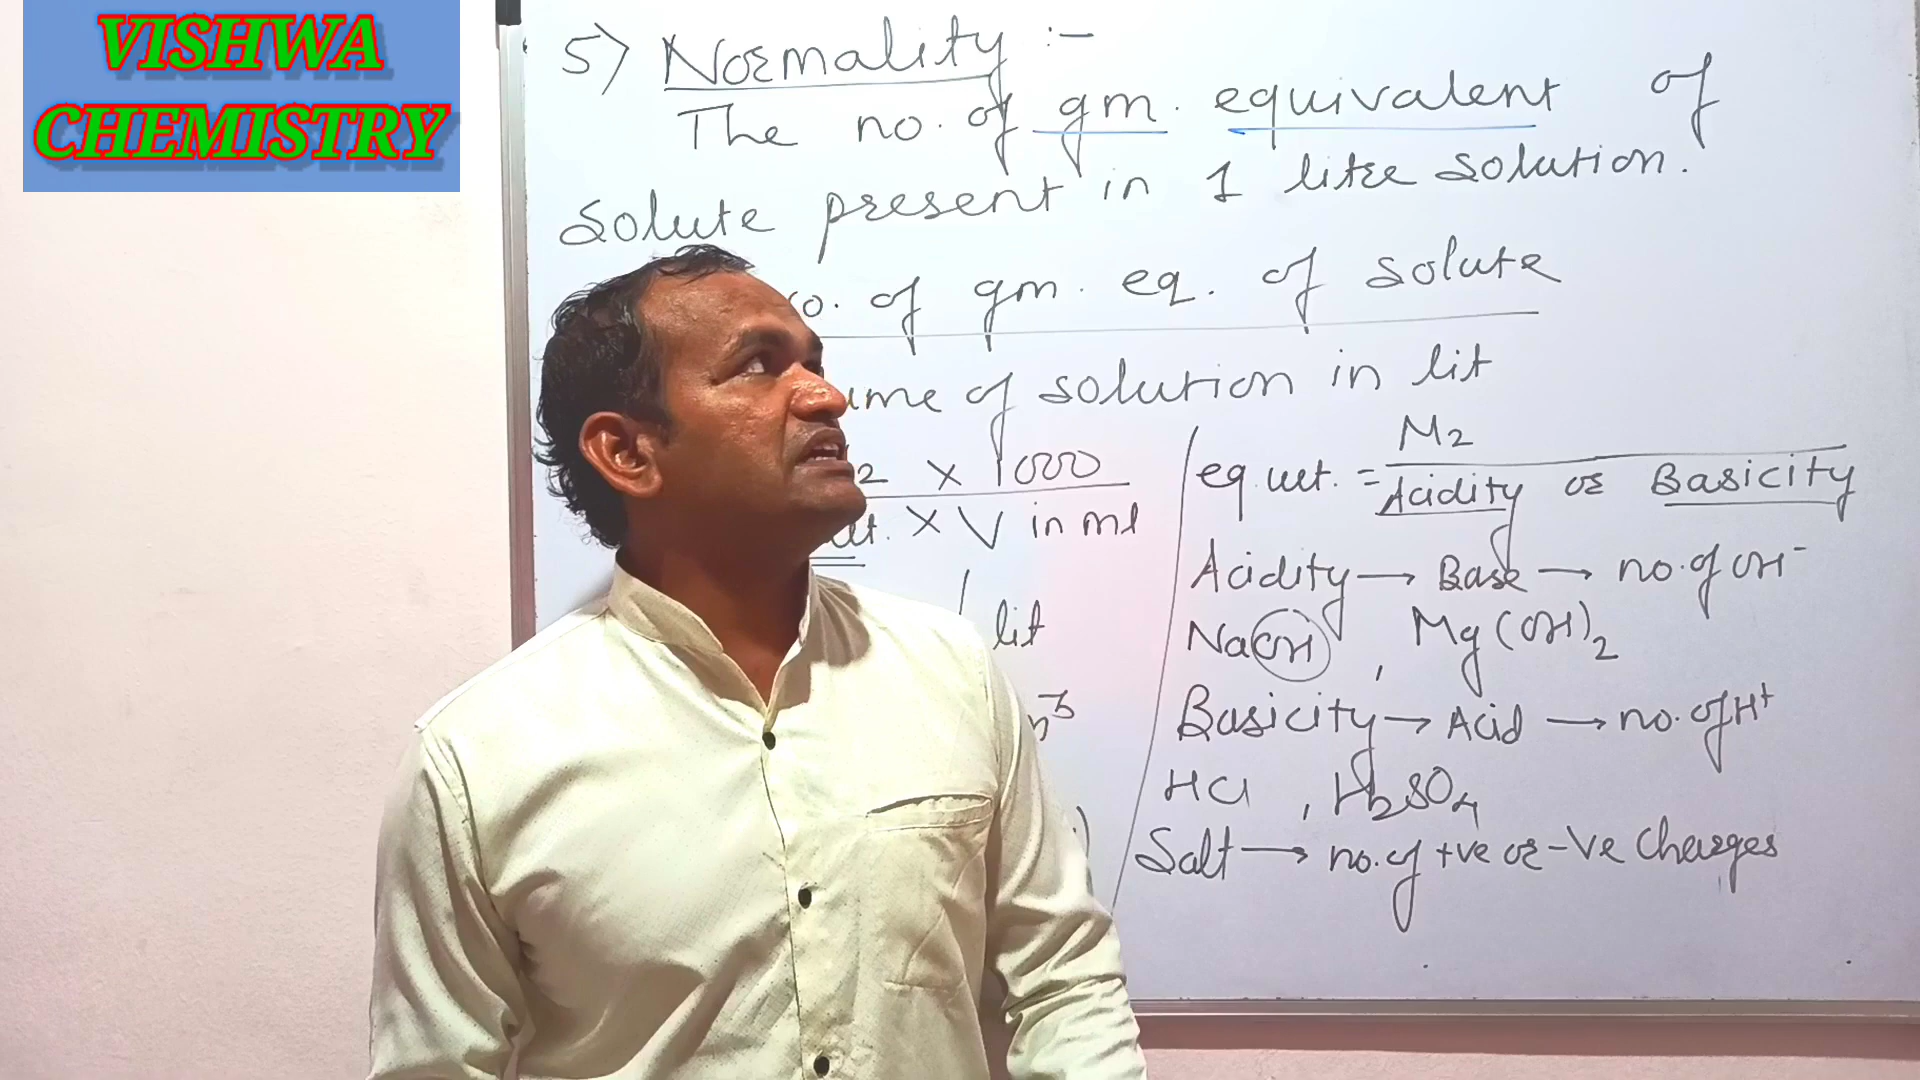 VISHWA
CHEMISTRY
5) Normality :-
The no. of gm. equivalent of
solute present in 1 litre solution.
of gm. eq. of solute
of solution in lit
2 × 1000
× V in ml
lit
eq. wt. = M2
Acidity or Basicity
Acidity → Base → no. of OH-
NaOH , Mg(OH)2
Basicity → Acid → no. of H+
HCl , H2SO4
Salt → no. of +ve or -ve Charges